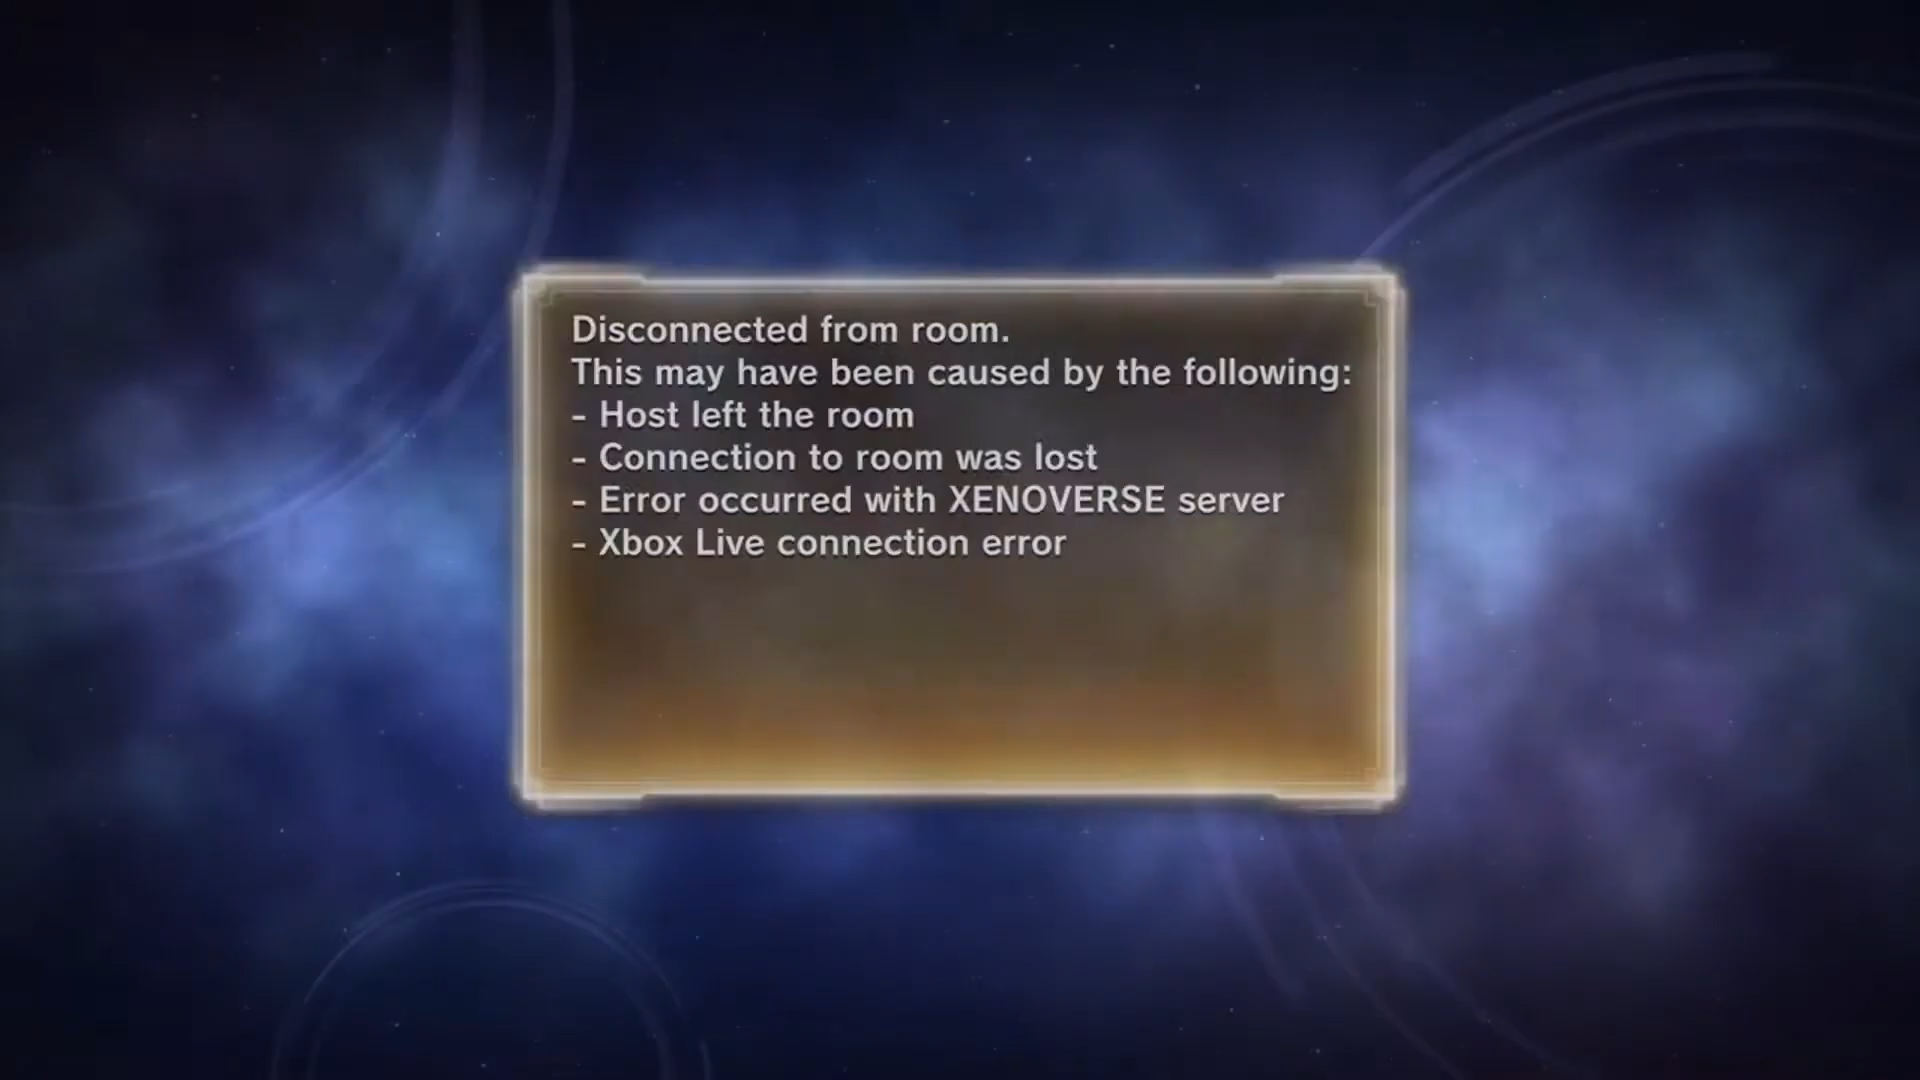 Disconnected from room.
This may have been caused by the following:
- Host left the room
- Connection to room was lost
- Error occurred with XENOVERSE server
- Xbox Live connection error